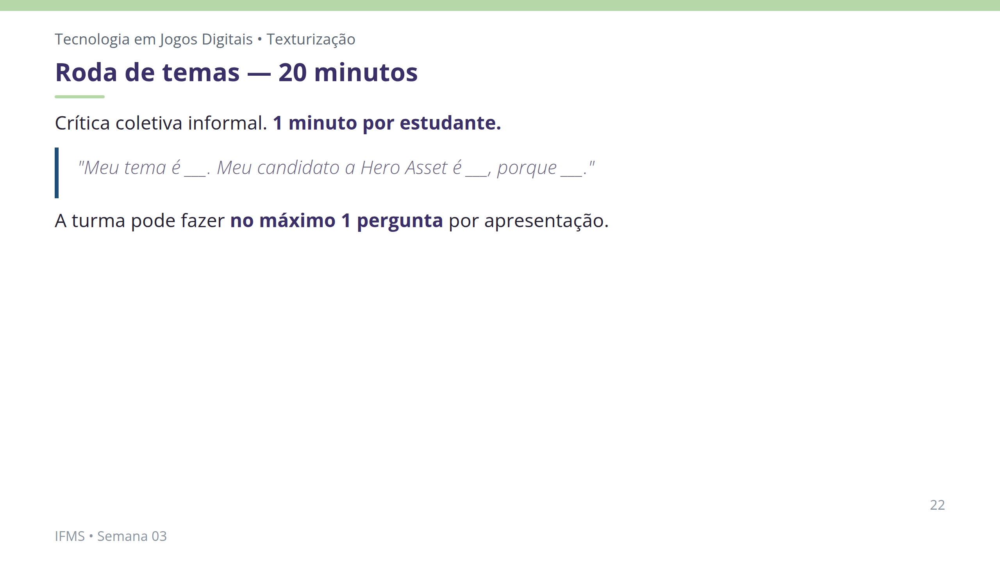 Tecnologia em Jogos Digitais • Texturização
Roda de temas — 20 minutos
Crítica coletiva informal. 1 minuto por estudante.
"Meu tema é ___. Meu candidato a Hero Asset é ___, porque ___."
A turma pode fazer no máximo 1 pergunta por apresentação.
22
IFMS • Semana 03